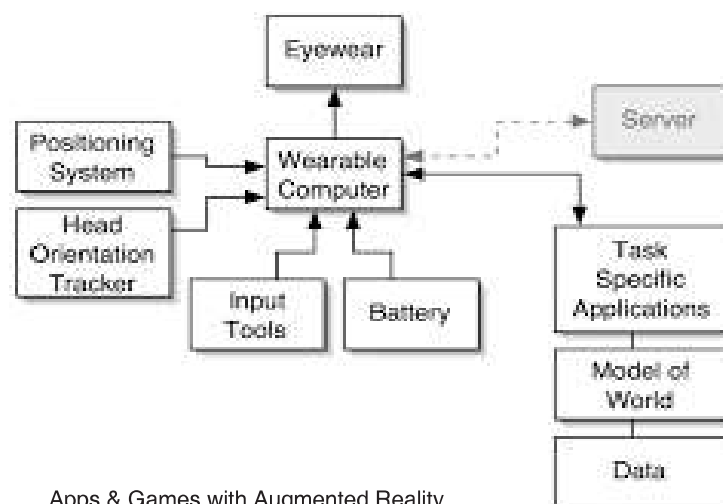 Eyewear
Server
Positioning
System
Wearable
Computer
Head
Orientation
Tracker
Input
Tools
Battery
Task
Specific
Applications
Model of
World
Data
Apps & Games with Augmented Reality